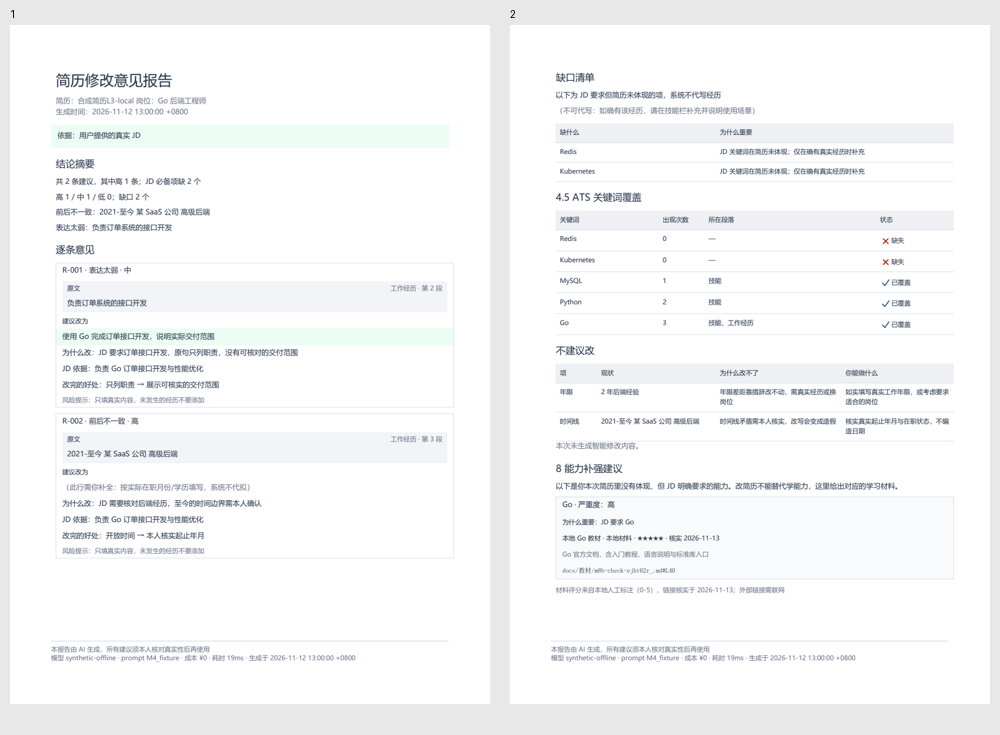 1
简历修改意见报告
简历：合成简历L3-local 岗位：Go 后端工程师
生成时间：2026-11-12 13:00:00 +0800
依据：用户提供的真实 JD
结论摘要
共 2 条建议，其中高 1 条；JD 必备项缺 2 个
高 1 / 中 1 / 低 0；缺口 2 个
前后不一致：2021-至今 某 SaaS 公司 高级后端
表达太弱：负责订单系统的接口开发
逐条意见
R-001 · 表达太弱 · 中
原文 工作经历 · 第 2 段
负责订单系统的接口开发
建议改为
使用 Go 完成订单接口开发，说明实际交付范围
为什么改：JD 要求订单接口开发，原句只列职责，没有可核对的交付范围
JD 依据：负责 Go 订单接口开发与性能优化
改完的好处：只列职责 → 展示可核实的交付范围
风险提示：只填真实内容，未发生的经历不要添加
R-002 · 前后不一致 · 高
原文 工作经历 · 第 3 段
2021-至今 某 SaaS 公司 高级后端
建议改为
（此行需你补全：按实际在职月份/学历填写，系统不代拟）
为什么改：JD 需要核对后端经历，至今的时间边界需本人确认
JD 依据：负责 Go 订单接口开发与性能优化
改完的好处：开放时间 → 本人核实起止年月
风险提示：只填真实内容，未发生的经历不要添加
本报告由 AI 生成，所有建议须本人核对真实性后再使用
模型 synthetic-offline · prompt M4_fixture · 成本 ¥0 · 耗时 19ms · 生成于 2026-11-12 13:00:00 +0800
2
缺口清单
以下为 JD 要求但简历未体现的项，系统不代写经历
（不可代写：如确有该经历，请在技能栏补充并说明使用场景）
缺什么 为什么重要
Redis JD 关键词在简历未体现；仅在确有真实经历时补充
Kubernetes JD 关键词在简历未体现；仅在确有真实经历时补充
4.5 ATS 关键词覆盖
关键词 出现次数 所在段落 状态
Redis 0 — ✗ 缺失
Kubernetes 0 — ✗ 缺失
MySQL 1 技能 ✓ 已覆盖
Python 2 技能 ✓ 已覆盖
Go 3 技能、工作经历 ✓ 已覆盖
不建议改
项 现状 为什么改不了 你能做什么
年限 2 年后端经验 年限差距靠措辞改不动，需真实经历或换岗位 如实填写真实工作年限，或考虑要求适合的岗位
时间线 2021-至今 某 SaaS 公司 高级后端 时间线矛盾需本人核实，改写会变成造假 核实真实起止年月与在职状态，不编造日期
本次未生成智能修改内容。
8 能力补强建议
以下是你本次简历里没有体现、但 JD 明确要求的能力。改简历不能替代学能力，这里给出对应的学习材料。
Go · 严重度：高
为什么重要：JD 要求 Go
本地 Go 教材 · 本地材料 · ★★★★★ · 核实 2026-11-13
Go 官方文档，含入门教程、语言说明与标准库入口
docs/教材/m8b-check-ejht62r_.md#L40
材料评分来自本地人工标注（0-5），链接核实于 2026-11-13；外部链接需联网
本报告由 AI 生成，所有建议须本人核对真实性后再使用
模型 synthetic-offline · prompt M4_fixture · 成本 ¥0 · 耗时 19ms · 生成于 2026-11-12 13:00:00 +0800